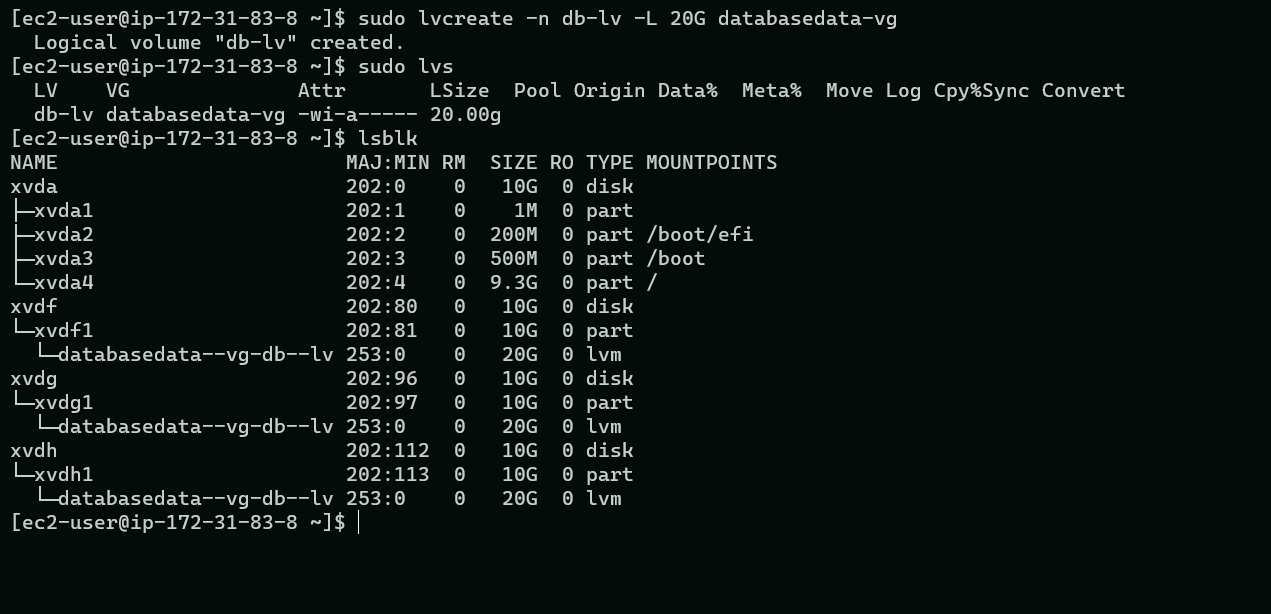 [ec2-user@ip-172-31-83-8 ~]$ sudo lvcreate -n db-lv -L 20G databasedata-vg
  Logical volume "db-lv" created.
[ec2-user@ip-172-31-83-8 ~]$ sudo lvs
  LV    VG              Attr       LSize  Pool Origin Data%  Meta%  Move Log Cpy%Sync Convert
  db-lv databasedata-vg -wi-a----- 20.00g
[ec2-user@ip-172-31-83-8 ~]$ lsblk
NAME                        MAJ:MIN RM  SIZE RO TYPE MOUNTPOINTS
xvda                        202:0    0   10G  0 disk
├─xvda1                     202:1    0    1M  0 part
├─xvda2                     202:2    0  200M  0 part /boot/efi
├─xvda3                     202:3    0  500M  0 part /boot
└─xvda4                     202:4    0  9.3G  0 part /
xvdf                        202:80   0   10G  0 disk
└─xvdf1                     202:81   0   10G  0 part
  └─databasedata--vg-db--lv 253:0    0   20G  0 lvm
xvdg                        202:96   0   10G  0 disk
└─xvdg1                     202:97   0   10G  0 part
  └─databasedata--vg-db--lv 253:0    0   20G  0 lvm
xvdh                        202:112  0   10G  0 disk
└─xvdh1                     202:113  0   10G  0 part
  └─databasedata--vg-db--lv 253:0    0   20G  0 lvm
[ec2-user@ip-172-31-83-8 ~]$